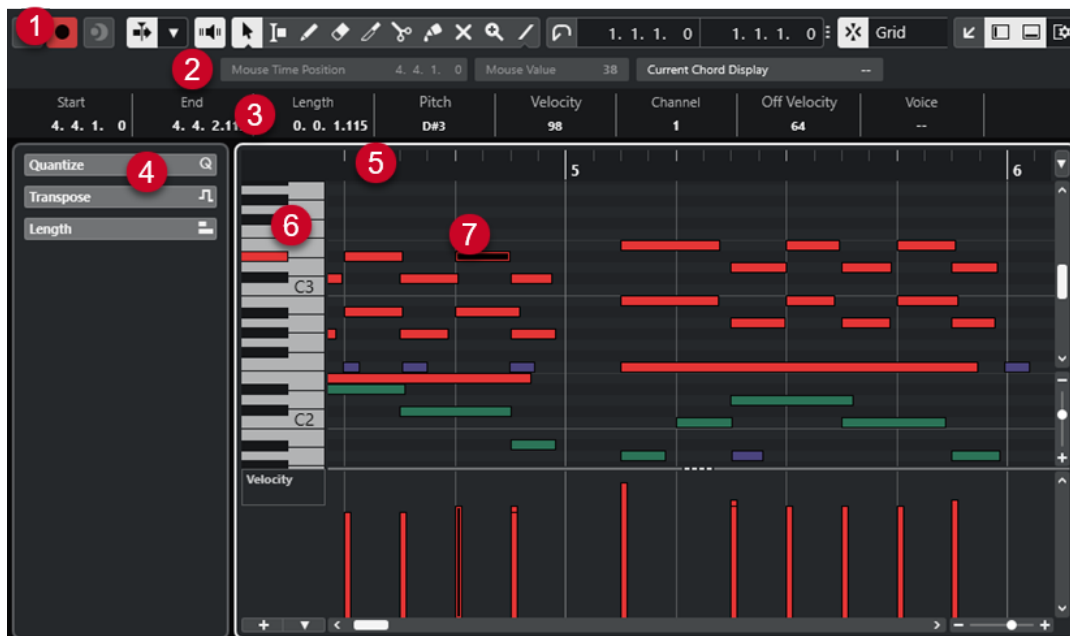 1
1. 1. 1. 0 1. 1. 1. 0 Grid
2
Mouse Time Position 4. 4. 1. 0 Mouse Value 38 Current Chord Display --
Start End Length Pitch Velocity Channel Off Velocity Voice
3
4. 4. 1. 0 4. 4. 2.11 0. 0. 1.115 D#3 98 1 64 --
Quantize
4
5
5 6
Transpose
Length
6
7
C3
C2
Velocity